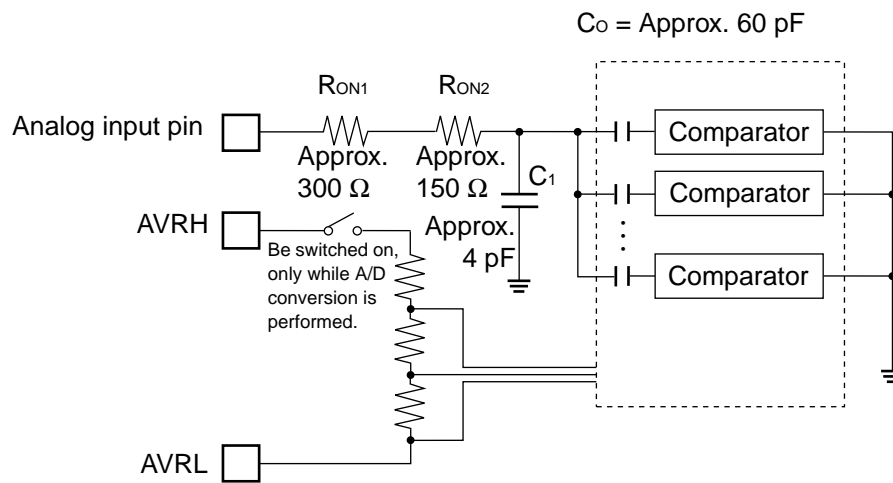 Co = Approx. 60 pF
RON1
RON2
Analog input pin
Comparator
Approx.
300 Ω
Approx.
150 Ω
C1
Comparator
AVRH
Approx.
4 pF
Be switched on,
only while A/D
conversion is
performed.
Comparator
AVRL